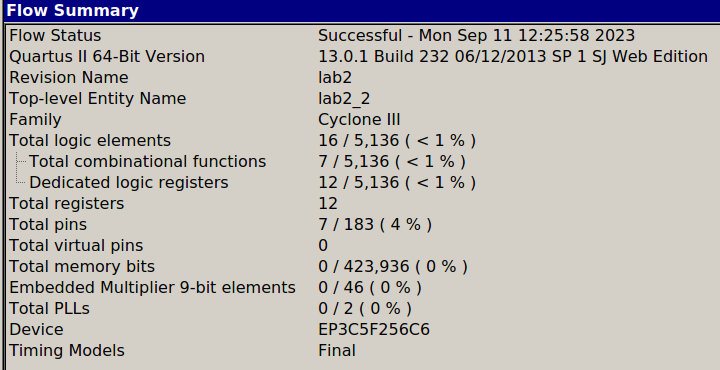 Flow Summary
Flow Status Successful - Mon Sep 11 12:25:58 2023
Quartus II 64-Bit Version 13.0.1 Build 232 06/12/2013 SP 1 SJ Web Edition
Revision Name lab2
Top-level Entity Name lab2_2
Family Cyclone III
Total logic elements 16 / 5,136 ( < 1 % )
Total combinational functions 7 / 5,136 ( < 1 % )
Dedicated logic registers 12 / 5,136 ( < 1 % )
Total registers 12
Total pins 7 / 183 ( 4 % )
Total virtual pins 0
Total memory bits 0 / 423,936 ( 0 % )
Embedded Multiplier 9-bit elements 0 / 46 ( 0 % )
Total PLLs 0 / 2 ( 0 % )
Device EP3C5F256C6
Timing Models Final